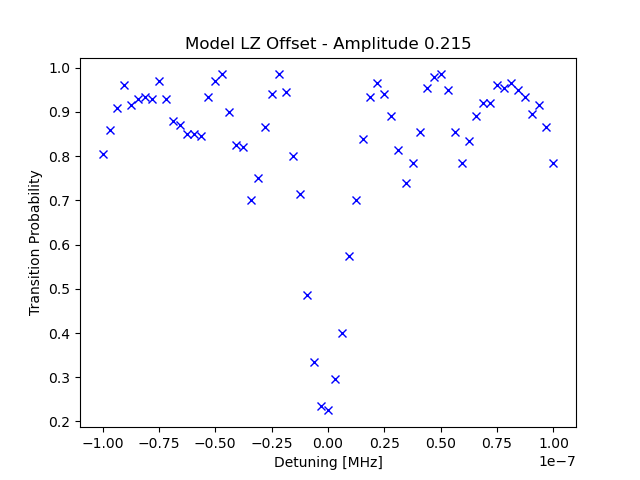 Model LZ Offset - Amplitude 0.215
Transition Probability
1.0
0.9
0.8
0.7
0.6
0.5
0.4
0.3
0.2
−1.00 −0.75 −0.50 −0.25 0.00 0.25 0.50 0.75 1.00
1e−7
Detuning [MHz]